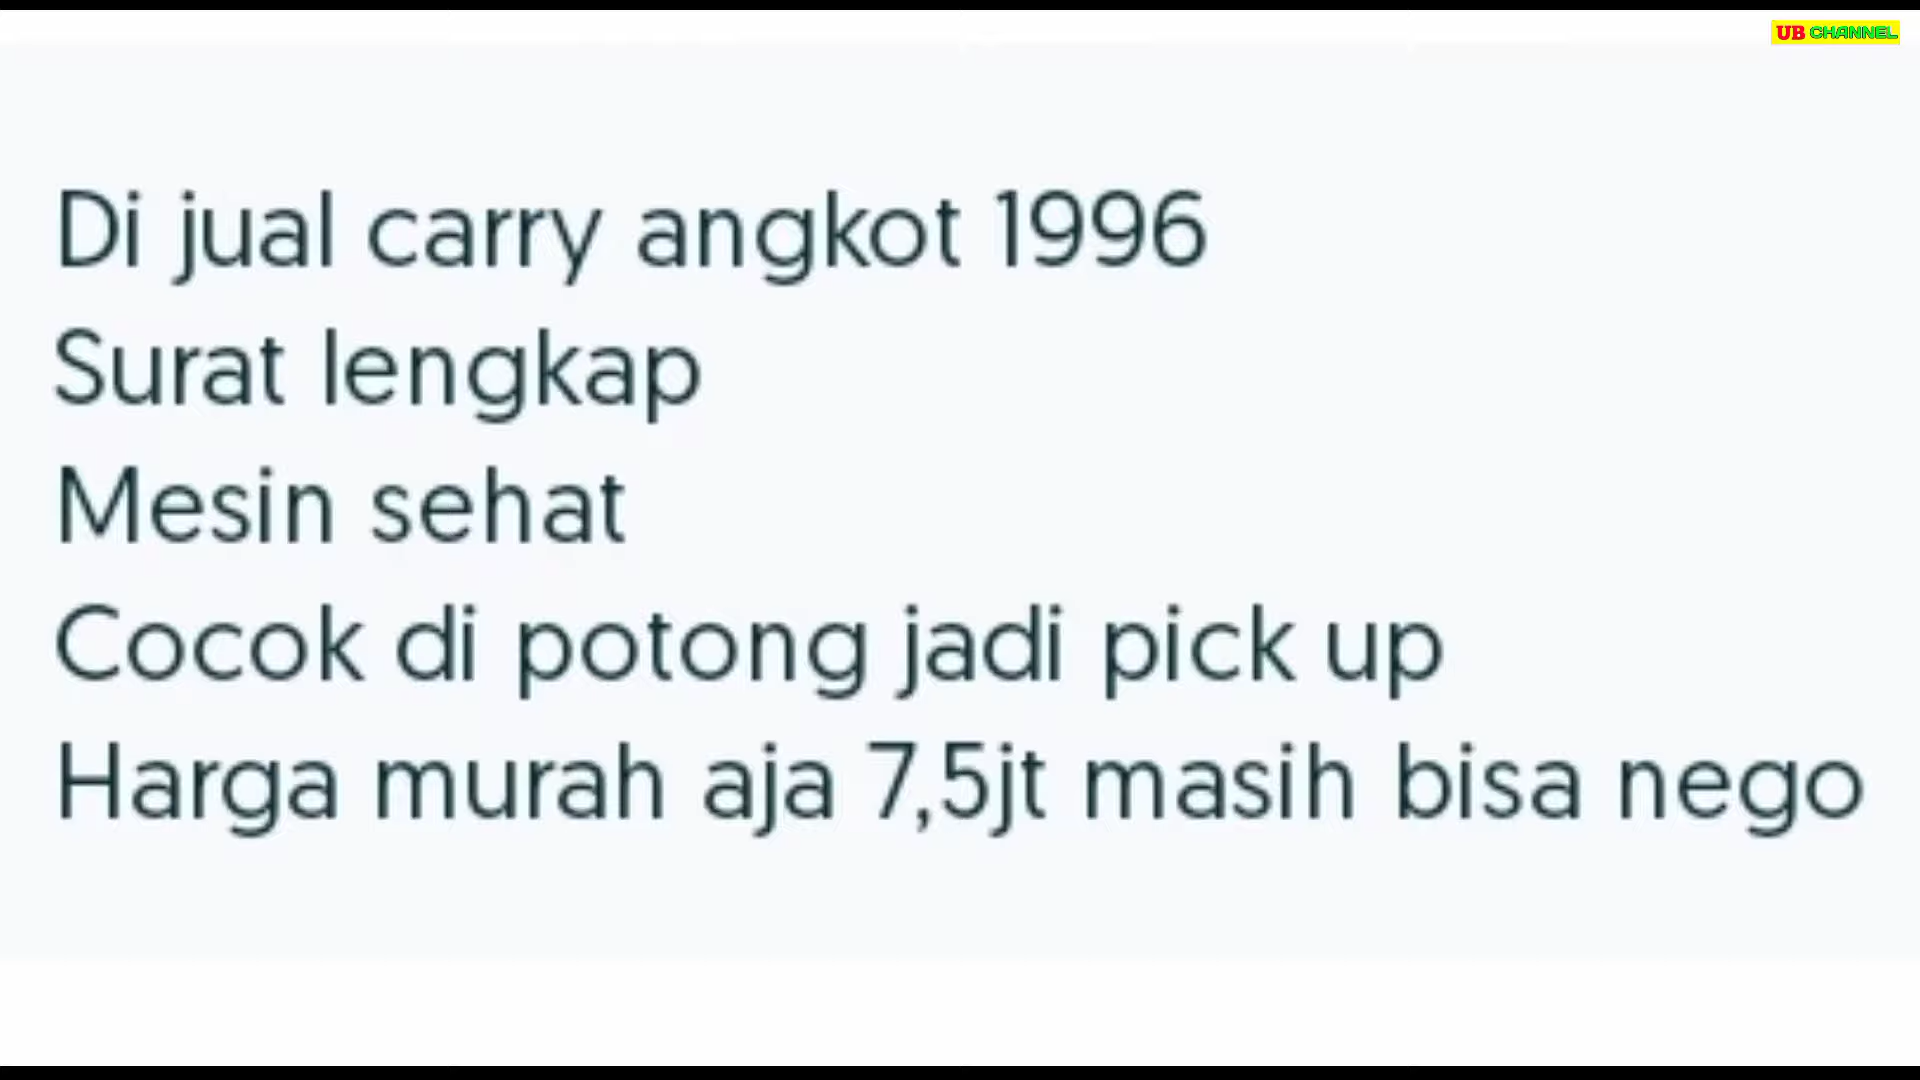 UB CHANNEL
Di jual carry angkot 1996
Surat lengkap
Mesin sehat
Cocok di potong jadi pick up
Harga murah aja 7,5jt masih bisa nego